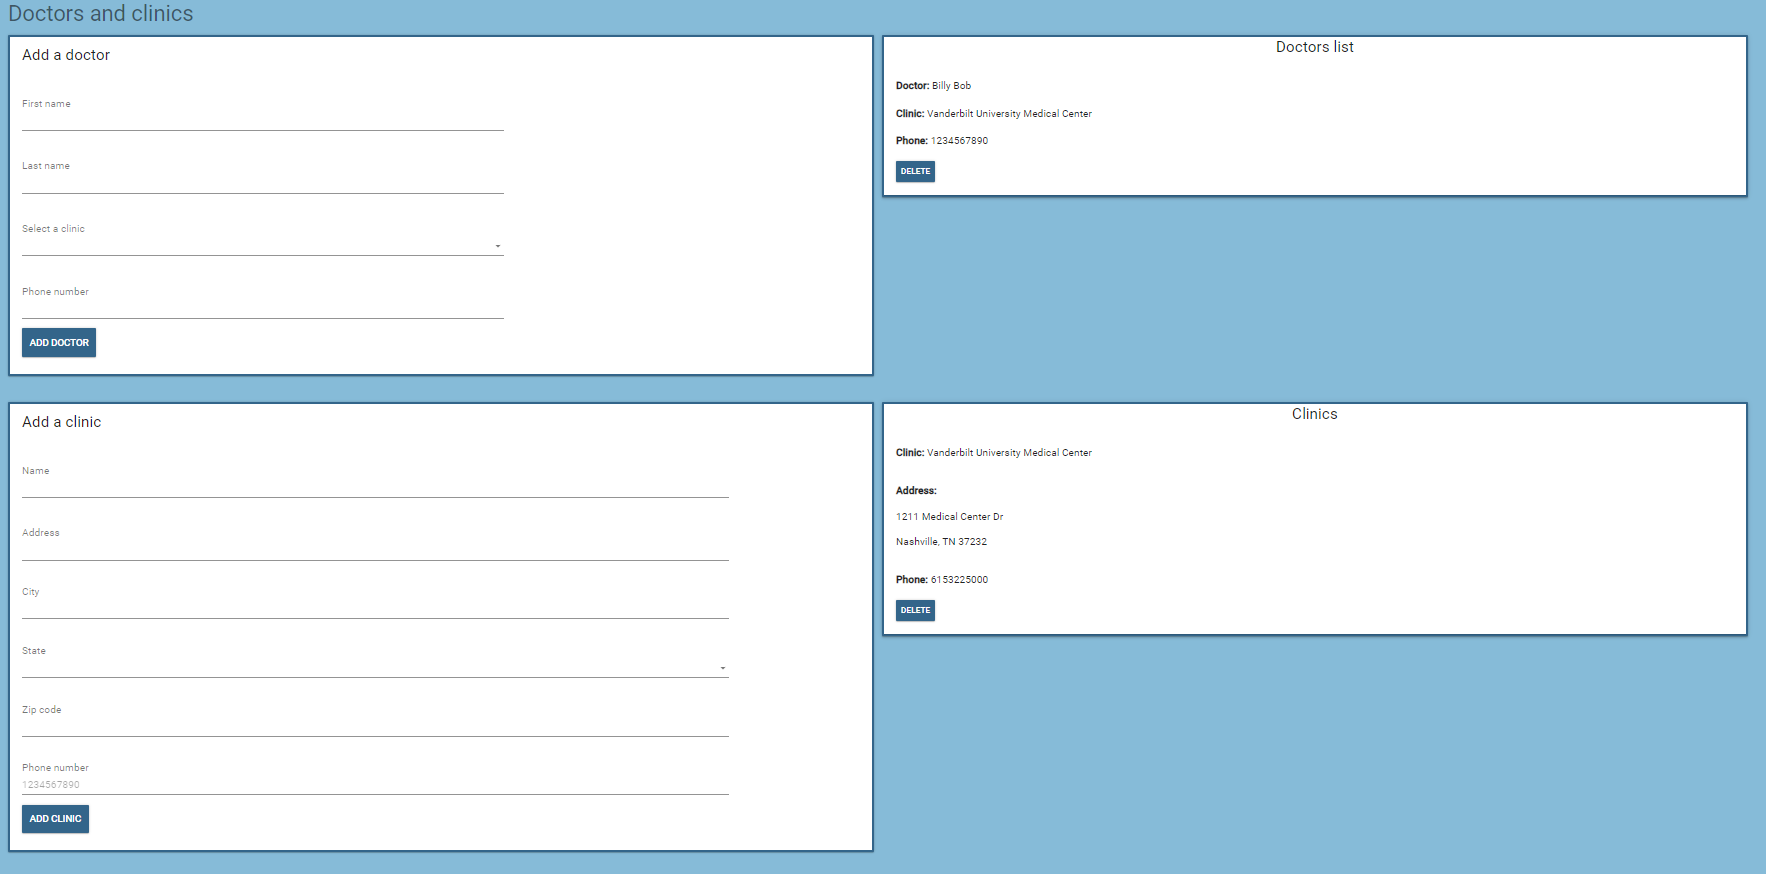 Doctors and clinics
Add a doctor
First name
Last name
Select a clinic
Phone number
ADD DOCTOR
Doctors list
Doctor: Billy Bob
Clinic: Vanderbilt University Medical Center
Phone: 1234567890
DELETE
Add a clinic
Name
Address
City
State
Zip code
Phone number
1234567890
ADD CLINIC
Clinics
Clinic: Vanderbilt University Medical Center
Address:
1211 Medical Center Dr
Nashville, TN 37232
Phone: 6153225000
DELETE